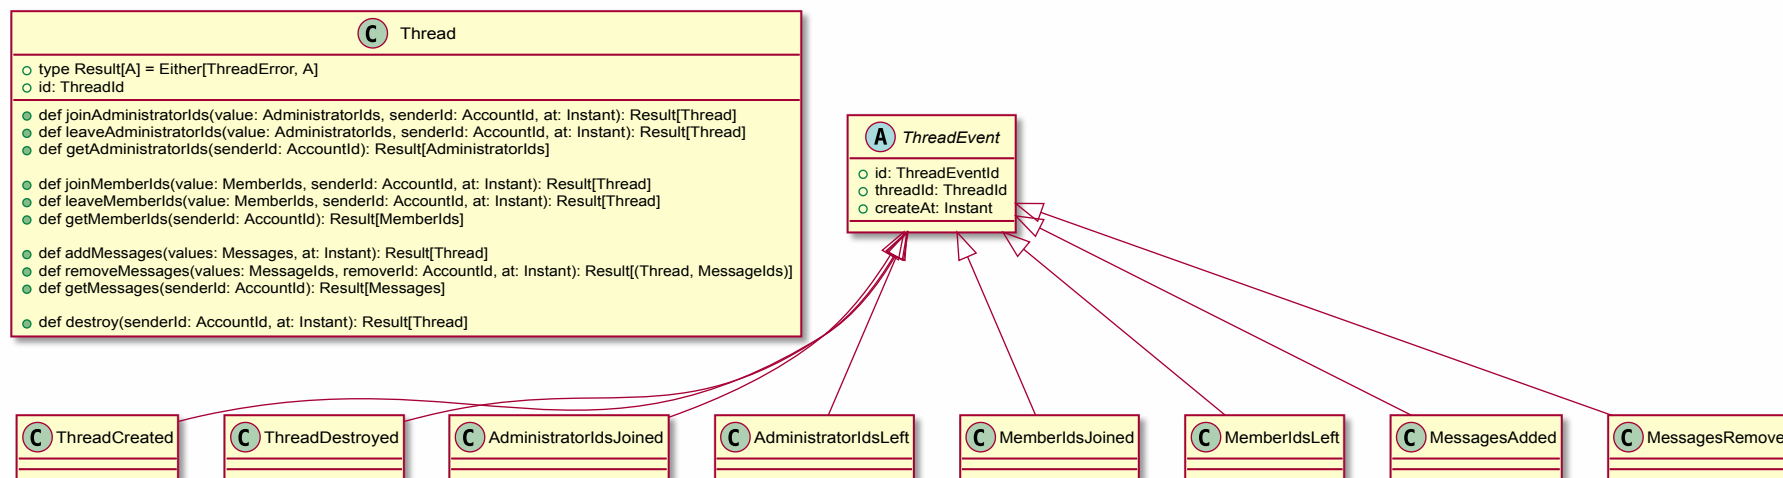 C Thread
type Result[A] = Either[ThreadError, A]
id: ThreadId
def joinAdministratorIds(value: AdministratorIds, senderId: AccountId, at: Instant): Result[Thread]
def leaveAdministratorIds(value: AdministratorIds, senderId: AccountId, at: Instant): Result[Thread]
def getAdministratorIds(senderId: AccountId): Result[AdministratorIds]
def joinMemberIds(value: MemberIds, senderId: AccountId, at: Instant): Result[Thread]
def leaveMemberIds(value: MemberIds, senderId: AccountId, at: Instant): Result[Thread]
def getMemberIds(senderId: AccountId): Result[MemberIds]
def addMessages(values: Messages, at: Instant): Result[Thread]
def removeMessages(values: MessageIds, removerId: AccountId, at: Instant): Result[(Thread, MessageIds)]
def getMessages(senderId: AccountId): Result[Messages]
def destroy(senderId: AccountId, at: Instant): Result[Thread]
A ThreadEvent
id: ThreadEventId
threadId: ThreadId
createAt: Instant
C ThreadCreated
C ThreadDestroyed
C AdministratorIdsJoined
C AdministratorIdsLeft
C MemberIdsJoined
C MemberIdsLeft
C MessagesAdded
C MessagesRemove